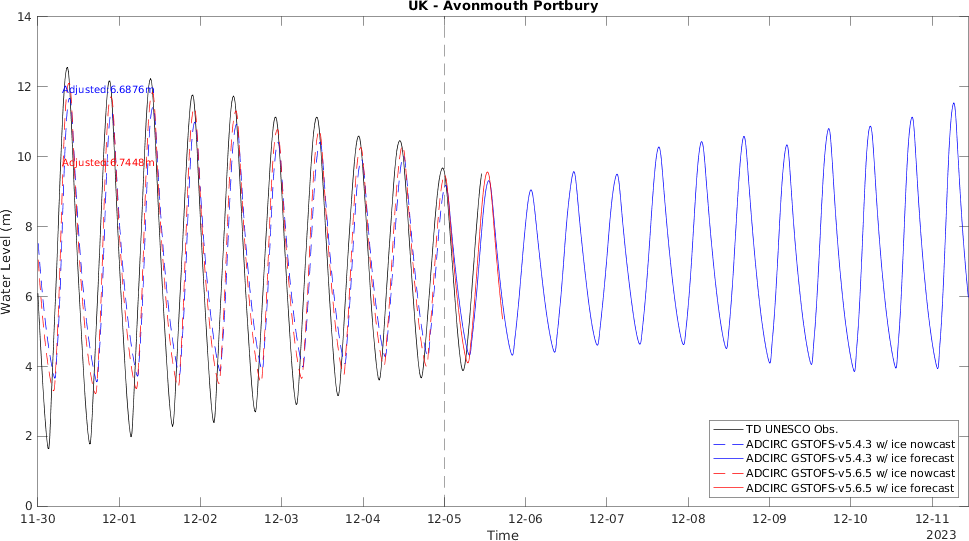 UK - Avonmouth Portbury
14
12
10
8
6
4
2
0
Water Level (m)
Adjusted:6.6876m
Adjusted:6.7448m
TD UNESCO Obs.
ADCIRC GSTOFS-v5.4.3 w/ ice nowcast
ADCIRC GSTOFS-v5.4.3 w/ ice forecast
ADCIRC GSTOFS-v5.6.5 w/ ice nowcast
ADCIRC GSTOFS-v5.6.5 w/ ice forecast
11-30 12-01 12-02 12-03 12-04 12-05 12-06 12-07 12-08 12-09 12-10 12-11
2023
Time